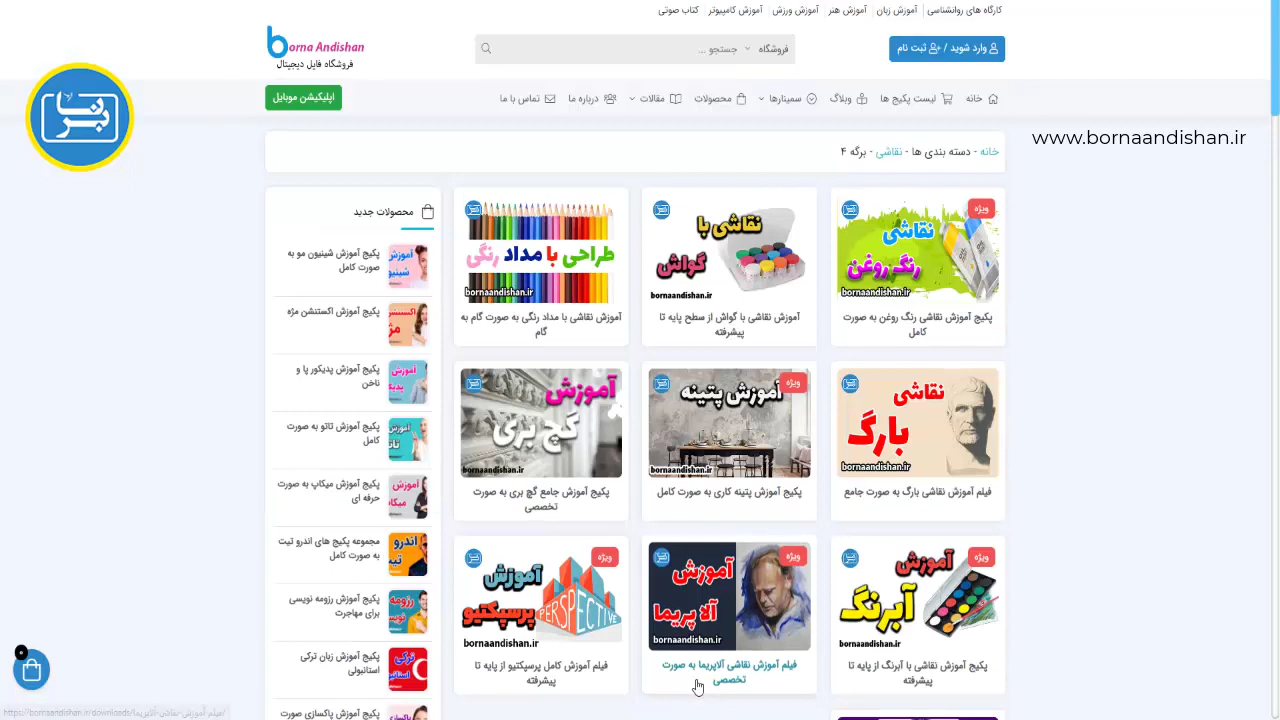 کارگاه های روانشناسی
آموزش زبان
آموزش هنر
آموزش ورزش
آموزش کامپیوتر
کتاب صوتی
Borna Andishan
فروشگاه فایل دیجیتال
فروشگاه
جستجو ...
وارد شوید / ثبت نام
خانه
لیست پکیج ها
وبلاگ
سمینارها
محصولات
مقالات
درباره ما
تماس با ما
اپلیکیشن موبایل
برنا
www.bornaandishan.ir
خانه - دسته بندی ها - نقاشی - برگه ۴
ویژه
نقاشی
رنگ روغن
bornaandishan.ir
پکیج آموزش نقاشی رنگ روغن به صورت
کامل
نقاشی با
گواش
bornaandishan.ir
آموزش نقاشی با گواش از سطح پایه تا
پیشرفته
طراحی با مداد رنگی
bornaandishan.ir
آموزش نقاشی با مداد رنگی به صورت گام به
گام
نقاشی
بارگ
bornaandishan.ir
فیلم آموزش نقاشی بارگ به صورت جامع
ویژه
آموزش پتینه
bornaandishan.ir
پکیج آموزش پتینه کاری به صورت کامل
آموزش
گچ بری
bornaandishan.ir
پکیج آموزش جامع گچ بری به صورت
تخصصی
ویژه
آموزش
آبرنگ
bornaandishan.ir
پکیج آموزش نقاشی با آبرنگ از پایه تا
پیشرفته
ویژه
آموزش
آلا پریما
bornaandishan.ir
فیلم آموزش نقاشی آلاپریما به صورت
تخصصی
ویژه
آموزش
پرسپکتیو
PERSPECTIVE
bornaandishan.ir
فیلم آموزش کامل پرسپکتیو از پایه تا
پیشرفته
محصولات جدید
پکیج آموزش شینیون مو به
صورت کامل
پکیج آموزش اکستنشن مژه
پکیج آموزش پدیکور پا و
ناخن
پکیج آموزش تاتو به صورت
کامل
پکیج آموزش میکاپ به صورت
حرفه ای
مجموعه پکیج های اندرو تیت
به صورت کامل
پکیج آموزش رزومه نویسی
برای مهاجرت
پکیج آموزش زبان ترکی
استانبولی
پکیج آموزش پاکسازی صورت
۰
https://bornaandishan.ir/downloads/فیلم-آموزش-نقاشی-آلاپریما/